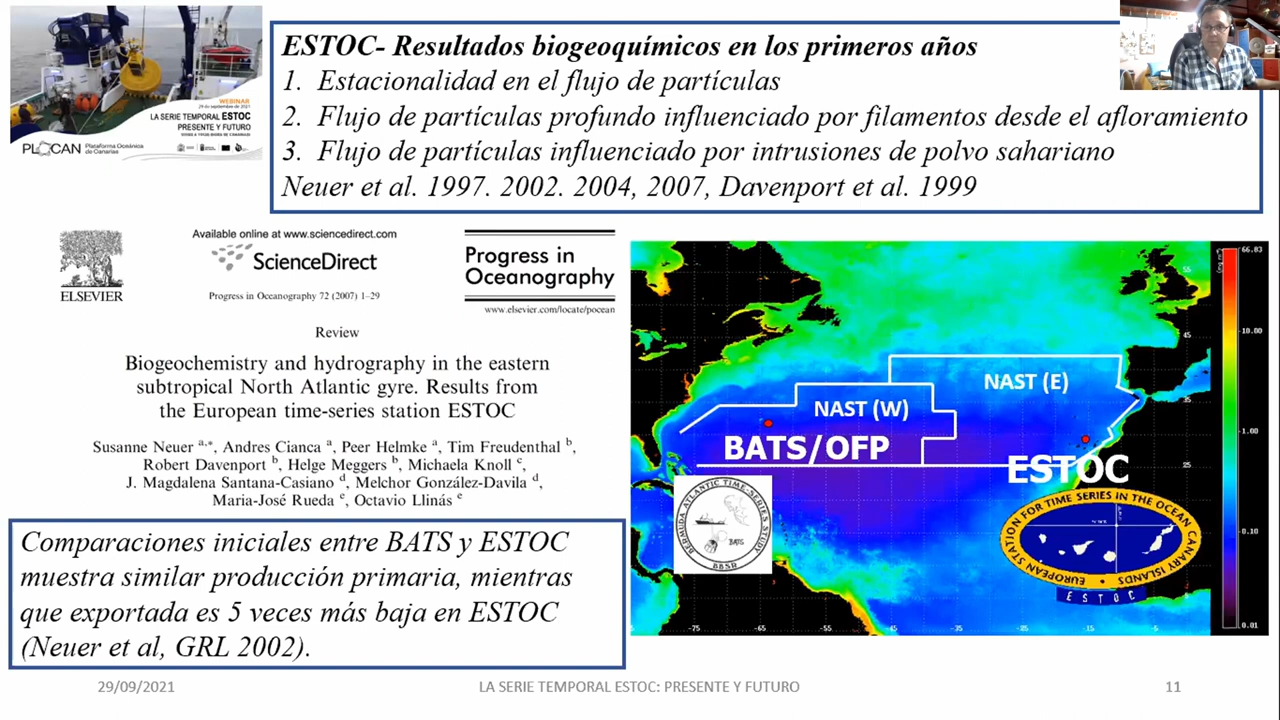 WEBINAR
29 de septiembre de 2021
LA SERIE TEMPORAL ESTOC
PRESENTE Y FUTURO
PLOCAN Plataforma Oceánica
de Canarias
ESTOC- Resultados biogeoquímicos en los primeros años
1. Estacionalidad en el flujo de partículas
2. Flujo de partículas profundo influenciado por filamentos desde el afloramiento
3. Flujo de partículas influenciado por intrusiones de polvo sahariano
Neuer et al. 1997. 2002. 2004, 2007, Davenport et al. 1999
ELSEVIER
Available online at www.sciencedirect.com
ScienceDirect
Progress in Oceanography 72 (2007) 1–29
Progress in
Oceanography
www.elsevier.com/locate/pocean
Review
Biogeochemistry and hydrography in the eastern
subtropical North Atlantic gyre. Results from
the European time-series station ESTOC
Susanne Neuer a,*, Andres Cianca a, Peer Helmke a, Tim Freudenthal b,
Robert Davenport b, Helge Meggers b, Michaela Knoll c,
J. Magdalena Santana-Casiano d, Melchor González-Davila d,
Maria-José Rueda e, Octavio Llinás e
Comparaciones iniciales entre BATS y ESTOC
muestra similar producción primaria, mientras
que exportada es 5 veces más baja en ESTOC
(Neuer et al, GRL 2002).
NAST (E)
NAST (W)
BATS/OFP
ESTOC
BERMUDA ATLANTIC TIME-SERIES STUDY
BATS
BBSR
EUROPEAN STATION FOR TIME SERIES IN THE OCEAN CANARY ISLANDS
ESTOC
66.83
10.00
1.00
0.10
0.01
55
45
35
25
-75 -65 -55 -45 -35 -25 -15 -5
29/09/2021
LA SERIE TEMPORAL ESTOC: PRESENTE Y FUTURO
11